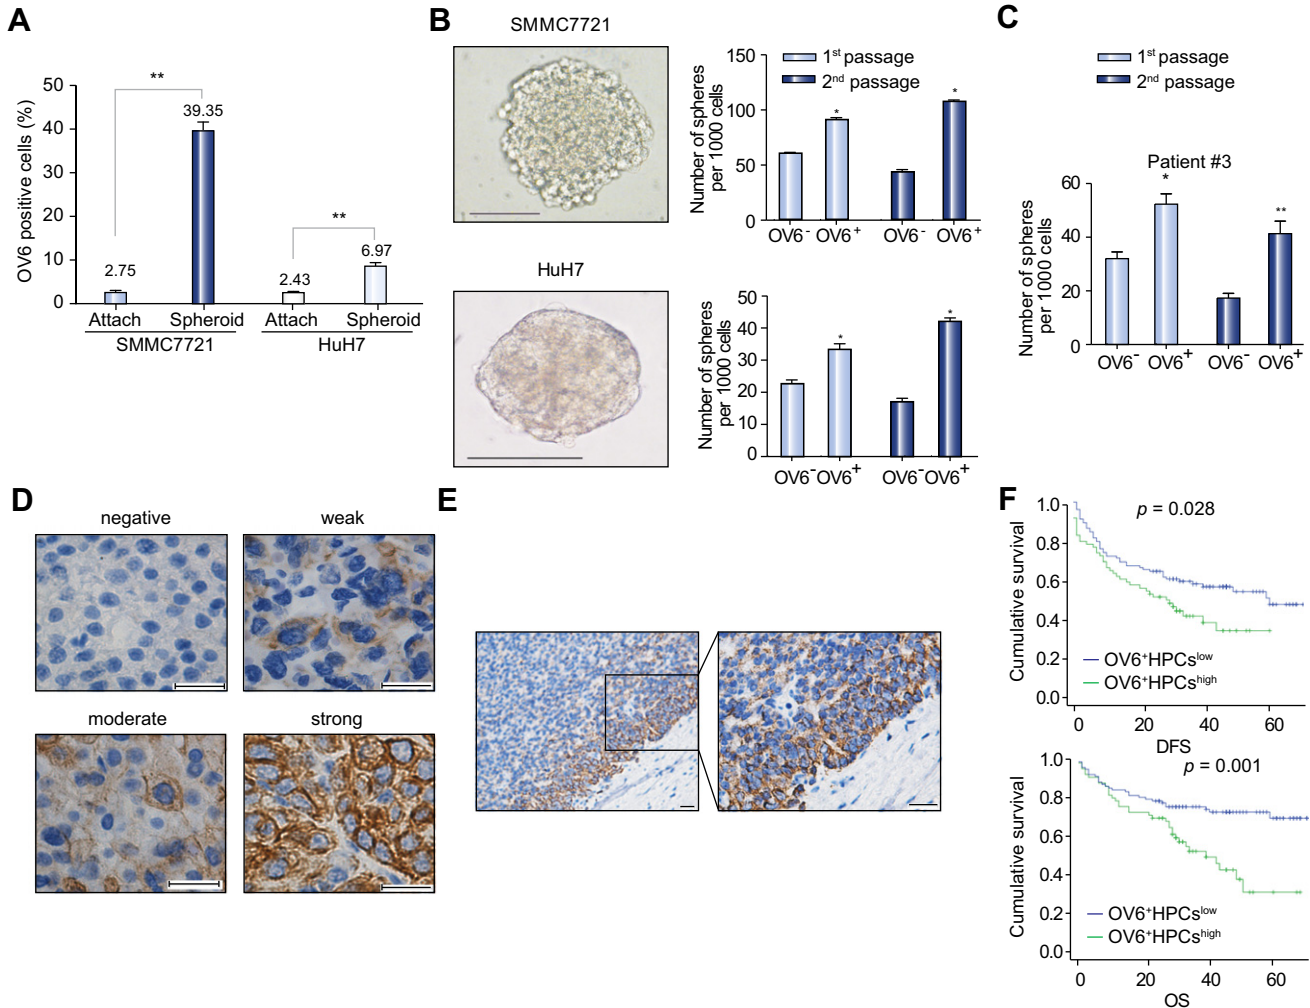 A
OV6 positive cells (%)
50
40
30
20
10
0
**
39.35
2.75
**
6.97
2.43
Attach Spheroid Attach Spheroid
SMMC7721 HuH7
B
SMMC7721
Number of spheres
per 1000 cells
150
100
50
0
1st passage
2nd passage
*
*
OV6- OV6+ OV6- OV6+
HuH7
Number of spheres
per 1000 cells
50
40
30
20
10
0
*
*
OV6- OV6+ OV6- OV6+
C
1st passage
2nd passage
Patient #3
Number of spheres
per 1000 cells
60
40
20
0
*
**
OV6- OV6+ OV6- OV6+
D
negative weak
moderate strong
E
F
Cumulative survival
1.0
0.8
0.6
0.4
0.2
0.0
p = 0.028
OV6+HPCslow
OV6+HPCshigh
0 20 40 60
DFS
p = 0.001
Cumulative survival
1.0
0.8
0.6
0.4
0.2
0.0
OV6+HPCslow
OV6+HPCshigh
0 20 40 60
OS